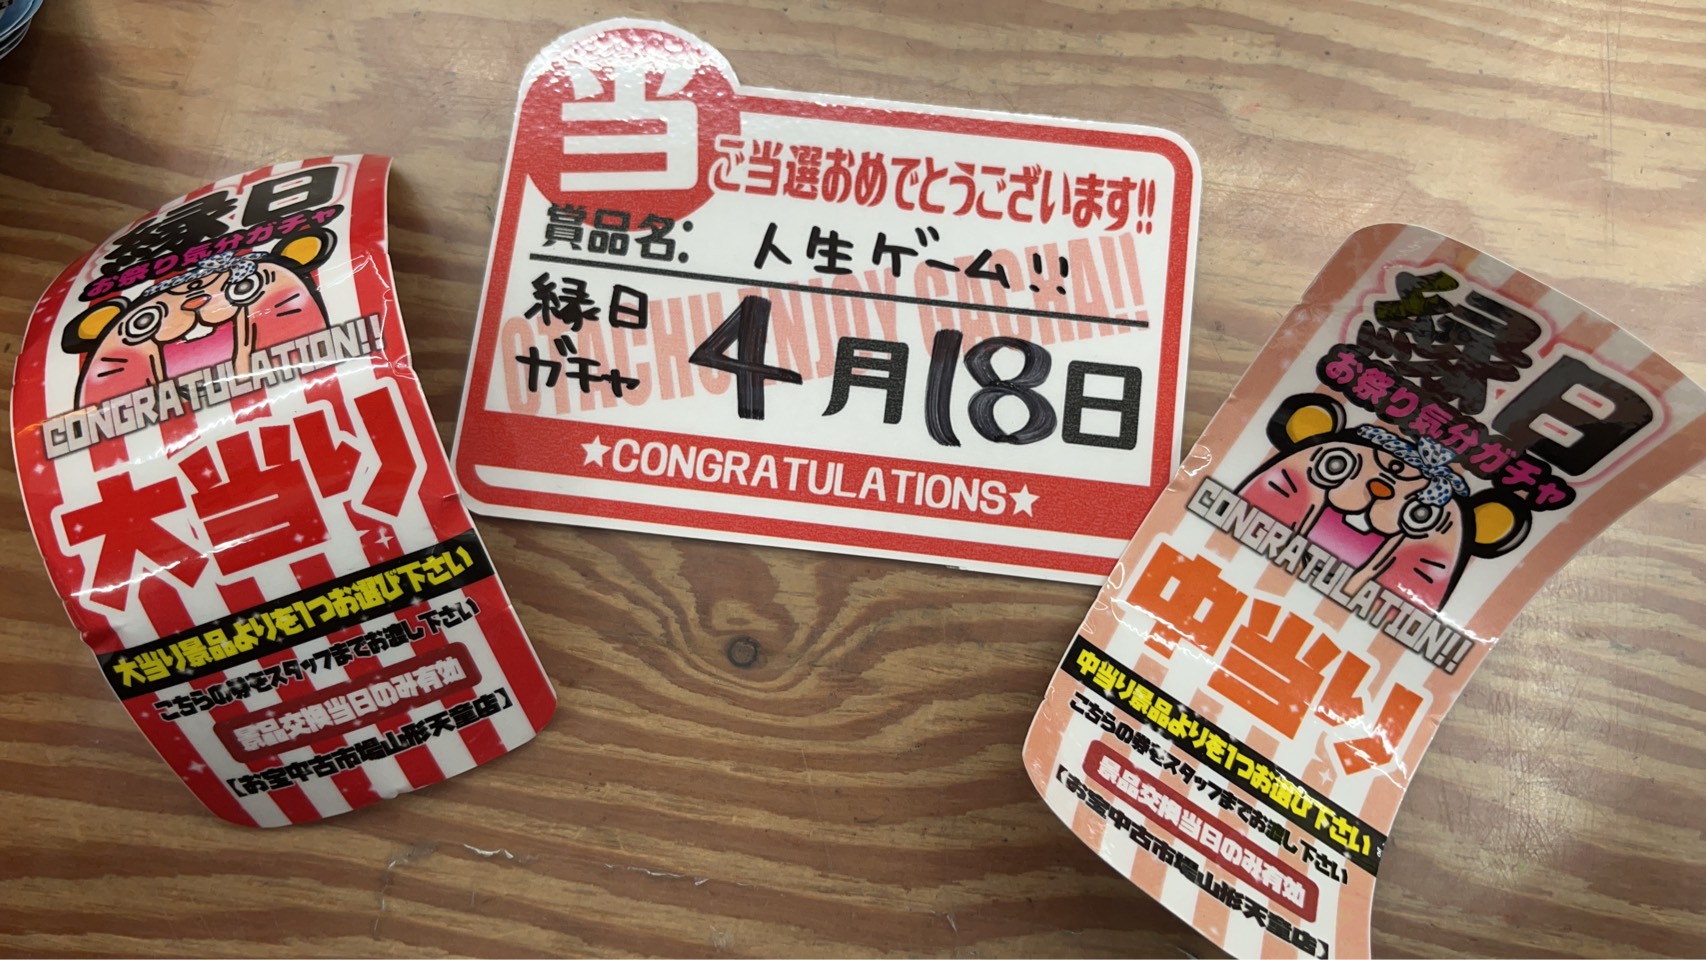 縁日
お祭り気分ガチャ
CONGRATULATION!!
大当り
大当り景品よりを1つお選び下さい
こちらの券をスタッフまでお渡し下さい
景品交換当日のみ有効
【お宝中古市場山形天童店】
当
ご当選おめでとうございます!!
賞品名:
人生ゲーム!!
縁日
ガチャ
4月18日
OTACHU ENJOY GACHA!!
★CONGRATULATIONS★
縁日
お祭り気分ガチャ
CONGRATULATION!!
中当り
中当り景品よりを1つお選び下さい
こちらの券をスタッフまでお渡し下さい
景品交換当日のみ有効
【お宝中古市場山形天童店】